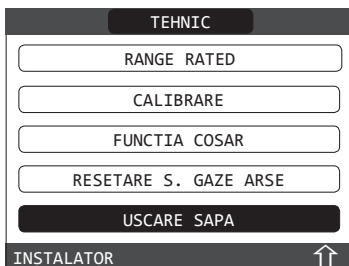 TEHNIC
RANGE RATED
CALIBRARE
FUNCTIA COSAR
RESETARE S. GAZE ARSE
USCARE SAPA
INSTALATOR